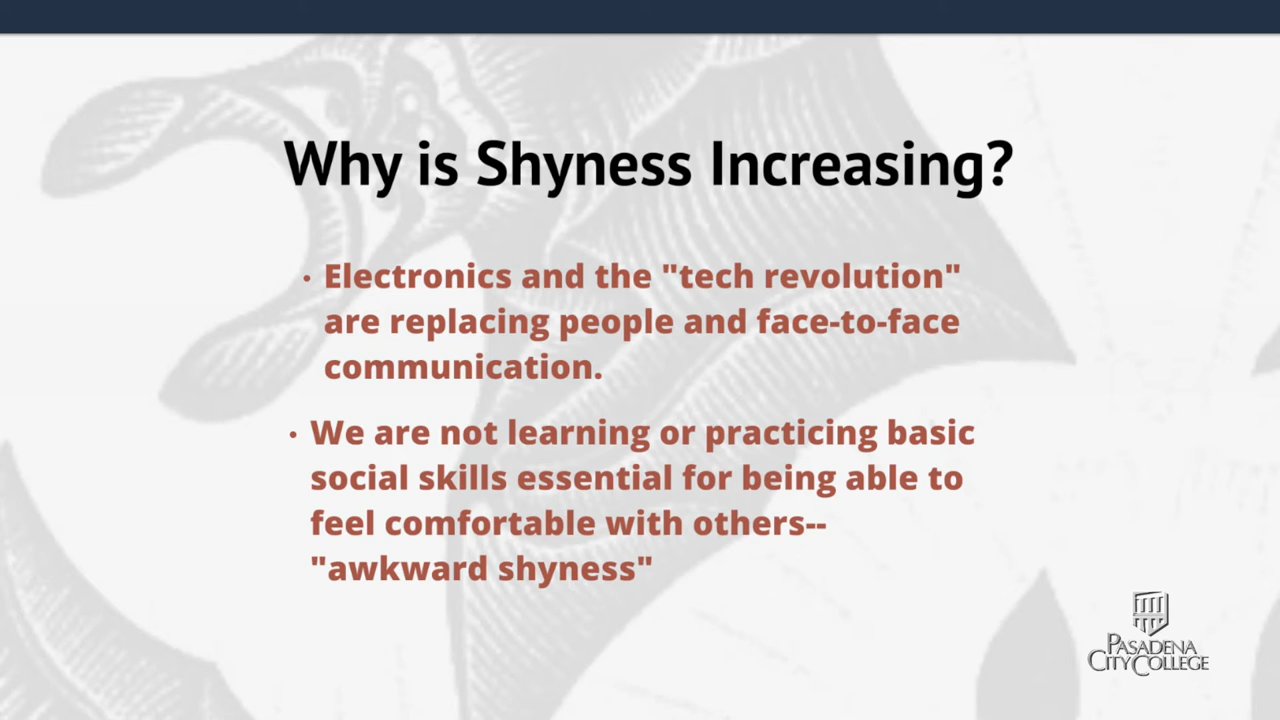 Why is Shyness Increasing?
• Electronics and the "tech revolution"
are replacing people and face-to-face
communication.
• We are not learning or practicing basic
social skills essential for being able to
feel comfortable with others--
"awkward shyness"
PASADENA
CITY COLLEGE